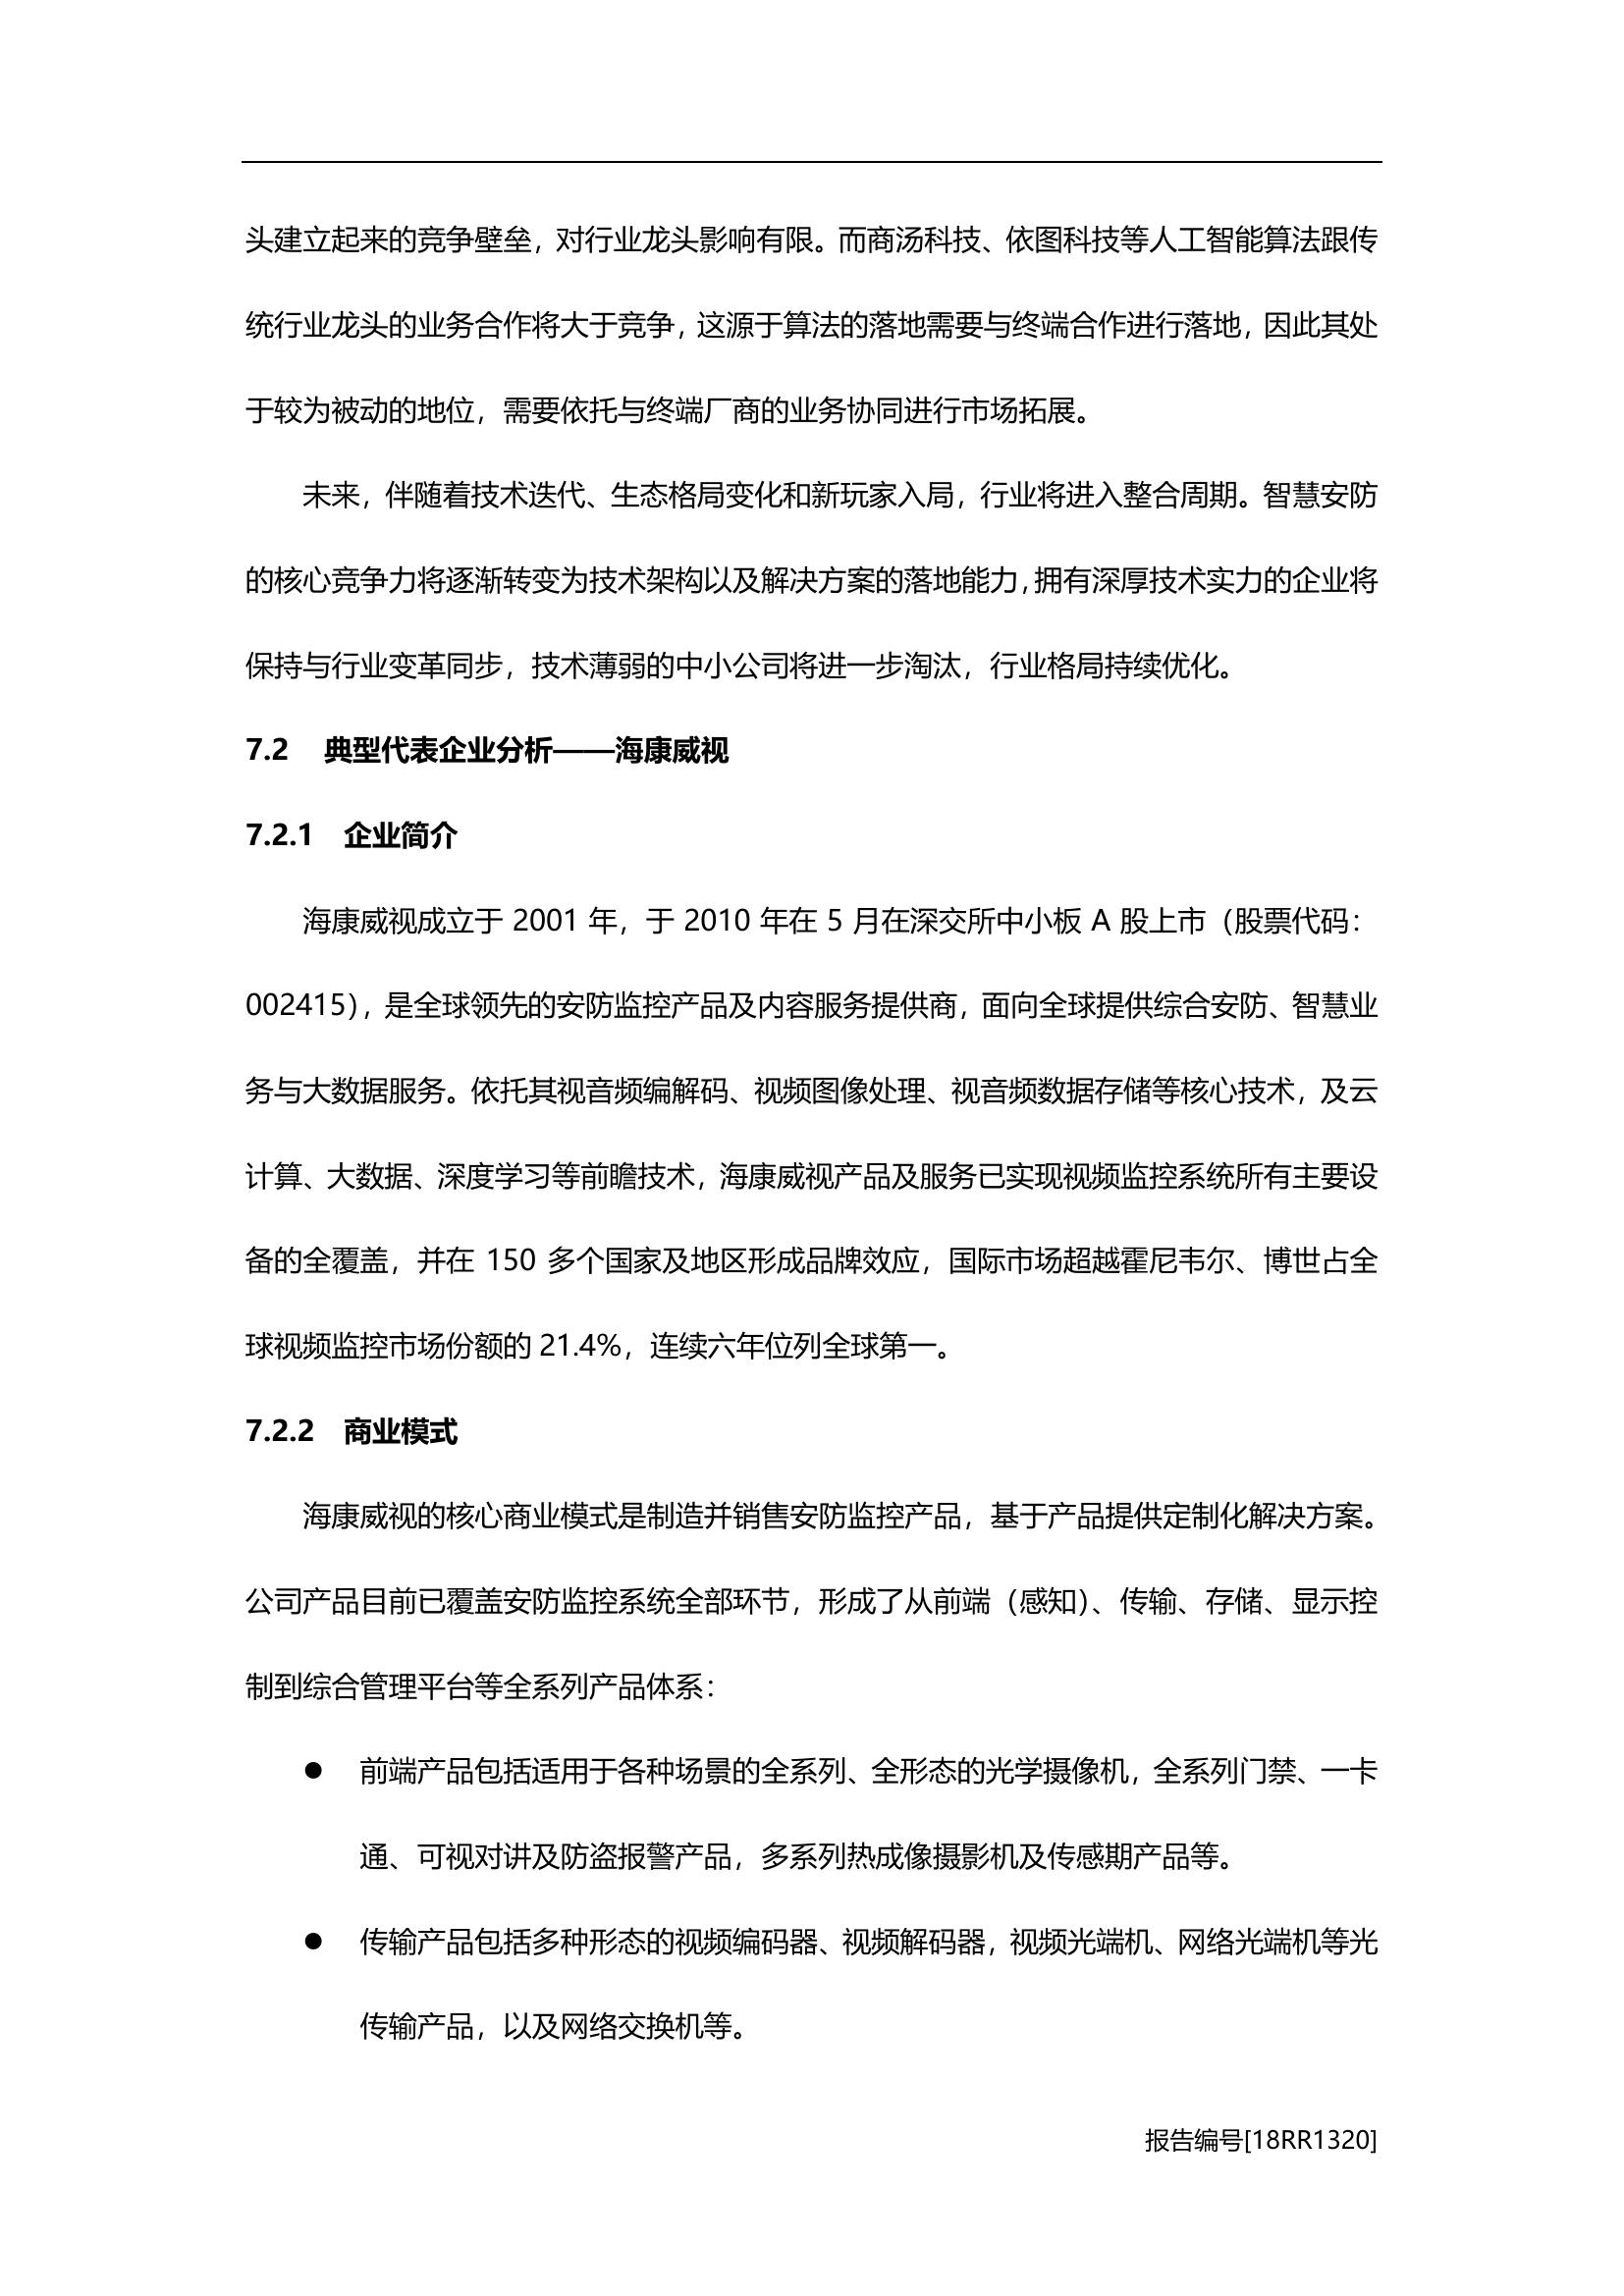 头建立起来的竞争壁垒，对行业龙头影响有限。而商汤科技、依图科技等人工智能算法跟传
统行业龙头的业务合作将大于竞争，这源于算法的落地需要与终端合作进行落地，因此其处
于较为被动的地位，需要依托与终端厂商的业务协同进行市场拓展。
未来，伴随着技术迭代、生态格局变化和新玩家入局，行业将进入整合周期。智慧安防
的核心竞争力将逐渐转变为技术架构以及解决方案的落地能力，拥有深厚技术实力的企业将
保持与行业变革同步，技术薄弱的中小公司将进一步淘汰，行业格局持续优化。
7.2 典型代表企业分析——海康威视
7.2.1 企业简介
海康威视成立于 2001 年，于 2010 年在 5 月在深交所中小板 A 股上市（股票代码：
002415），是全球领先的安防监控产品及内容服务提供商，面向全球提供综合安防、智慧业
务与大数据服务。依托其视音频编解码、视频图像处理、视音频数据存储等核心技术，及云
计算、大数据、深度学习等前瞻技术，海康威视产品及服务已实现视频监控系统所有主要设
备的全覆盖，并在 150 多个国家及地区形成品牌效应，国际市场超越霍尼韦尔、博世占全
球视频监控市场份额的 21.4%，连续六年位列全球第一。
7.2.2 商业模式
海康威视的核心商业模式是制造并销售安防监控产品，基于产品提供定制化解决方案。
公司产品目前已覆盖安防监控系统全部环节，形成了从前端（感知）、传输、存储、显示控
制到综合管理平台等全系列产品体系：
● 前端产品包括适用于各种场景的全系列、全形态的光学摄像机，全系列门禁、一卡
通、可视对讲及防盗报警产品，多系列热成像摄影机及传感期产品等。
● 传输产品包括多种形态的视频编码器、视频解码器，视频光端机、网络光端机等光
传输产品，以及网络交换机等。
报告编号[18RR1320]